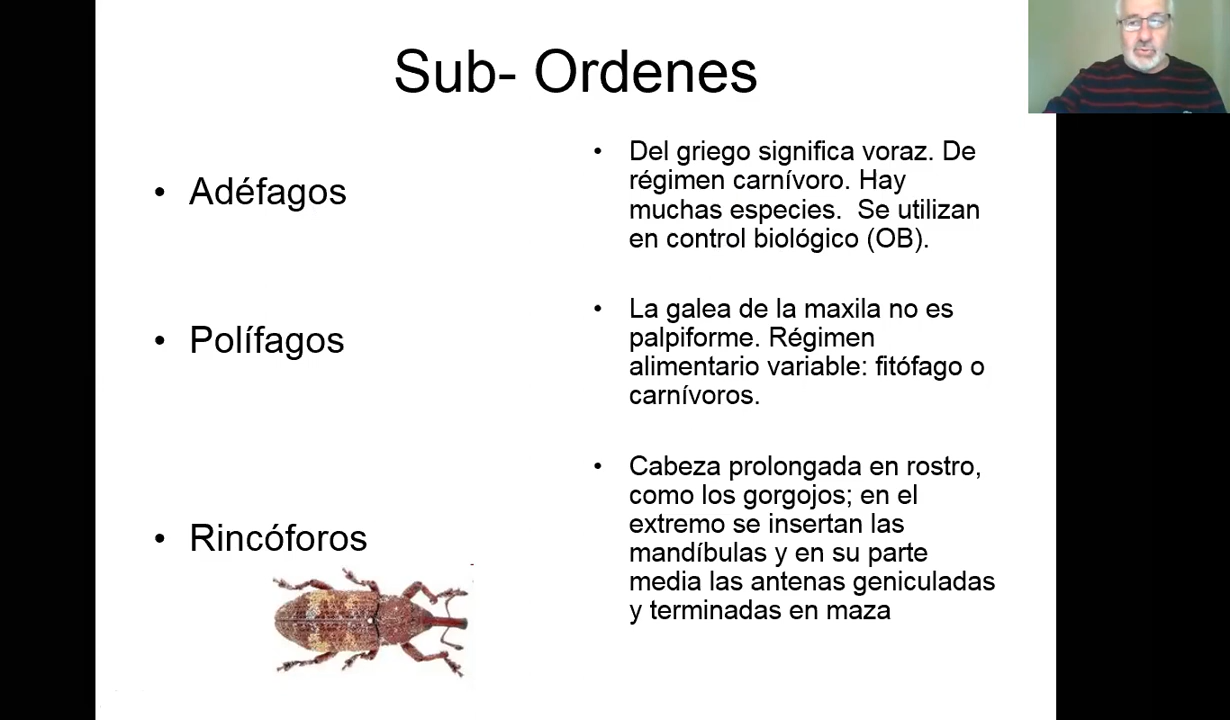 Sub- Ordenes
• Adéfagos
• Del griego significa voraz. De
régimen carnívoro. Hay
muchas especies. Se utilizan
en control biológico (OB).
• Polífagos
• La galea de la maxila no es
palpiforme. Régimen
alimentario variable: fitófago o
carnívoros.
• Rincóforos
• Cabeza prolongada en rostro,
como los gorgojos; en el
extremo se insertan las
mandíbulas y en su parte
media las antenas geniculadas
y terminadas en maza